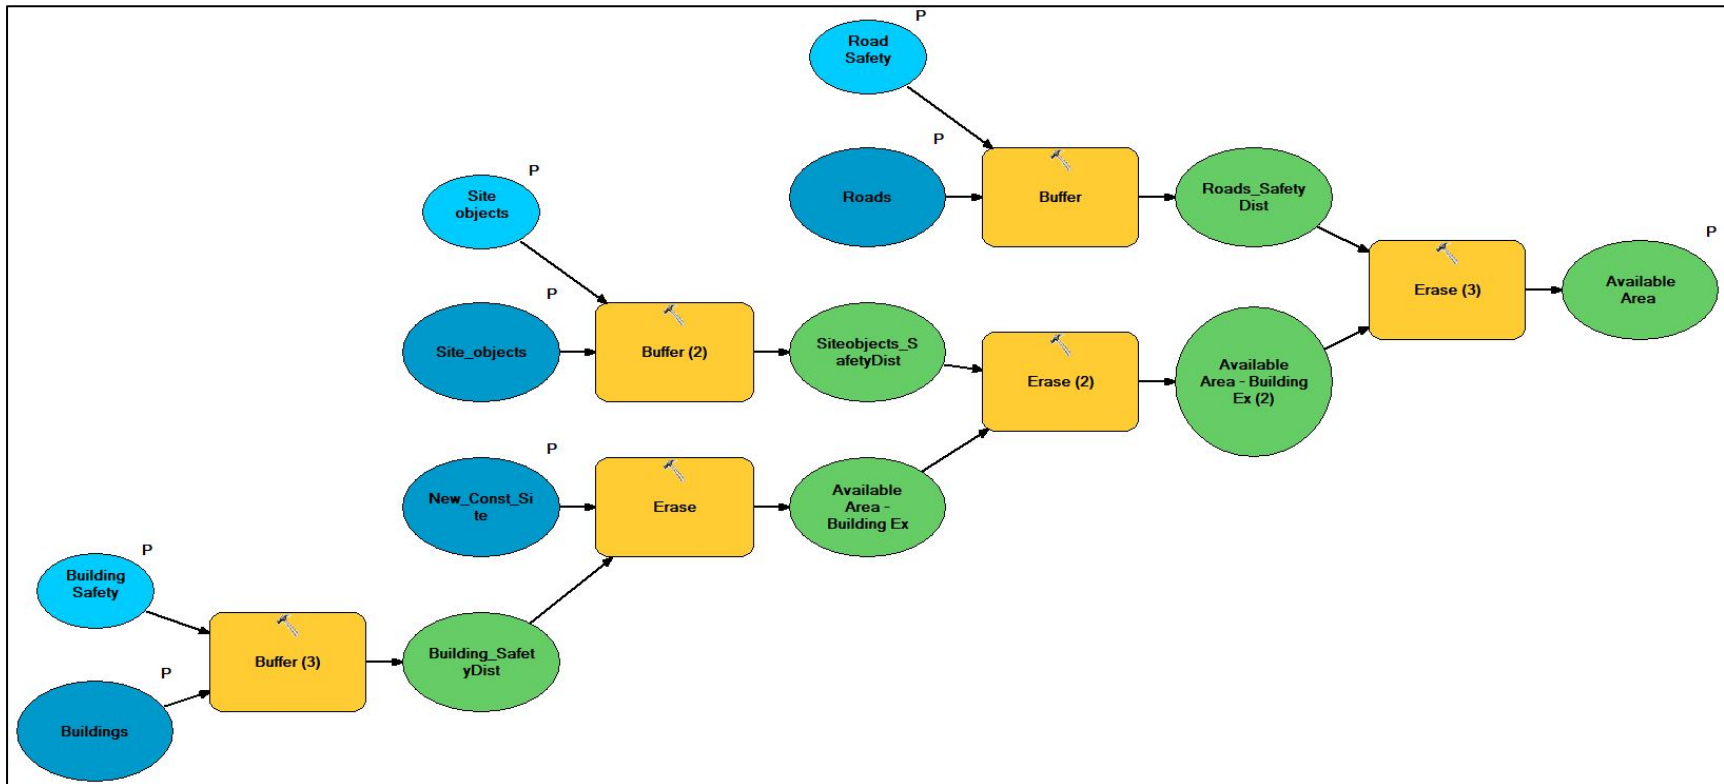 P
Road
Safety
P
Roads
Buffer
Roads_Safety
Dist
P
Site
objects
P
Site_objects
Buffer (2)
Siteobjects_S
afetyDist
Erase (2)
Available
Area - Building
Ex (2)
Erase (3)
P
Available
Area
P
New_Const_Si
te
Erase
Available
Area -
Building Ex
P
Building
Safety
P
Buildings
Buffer (3)
Building_Safet
yDist